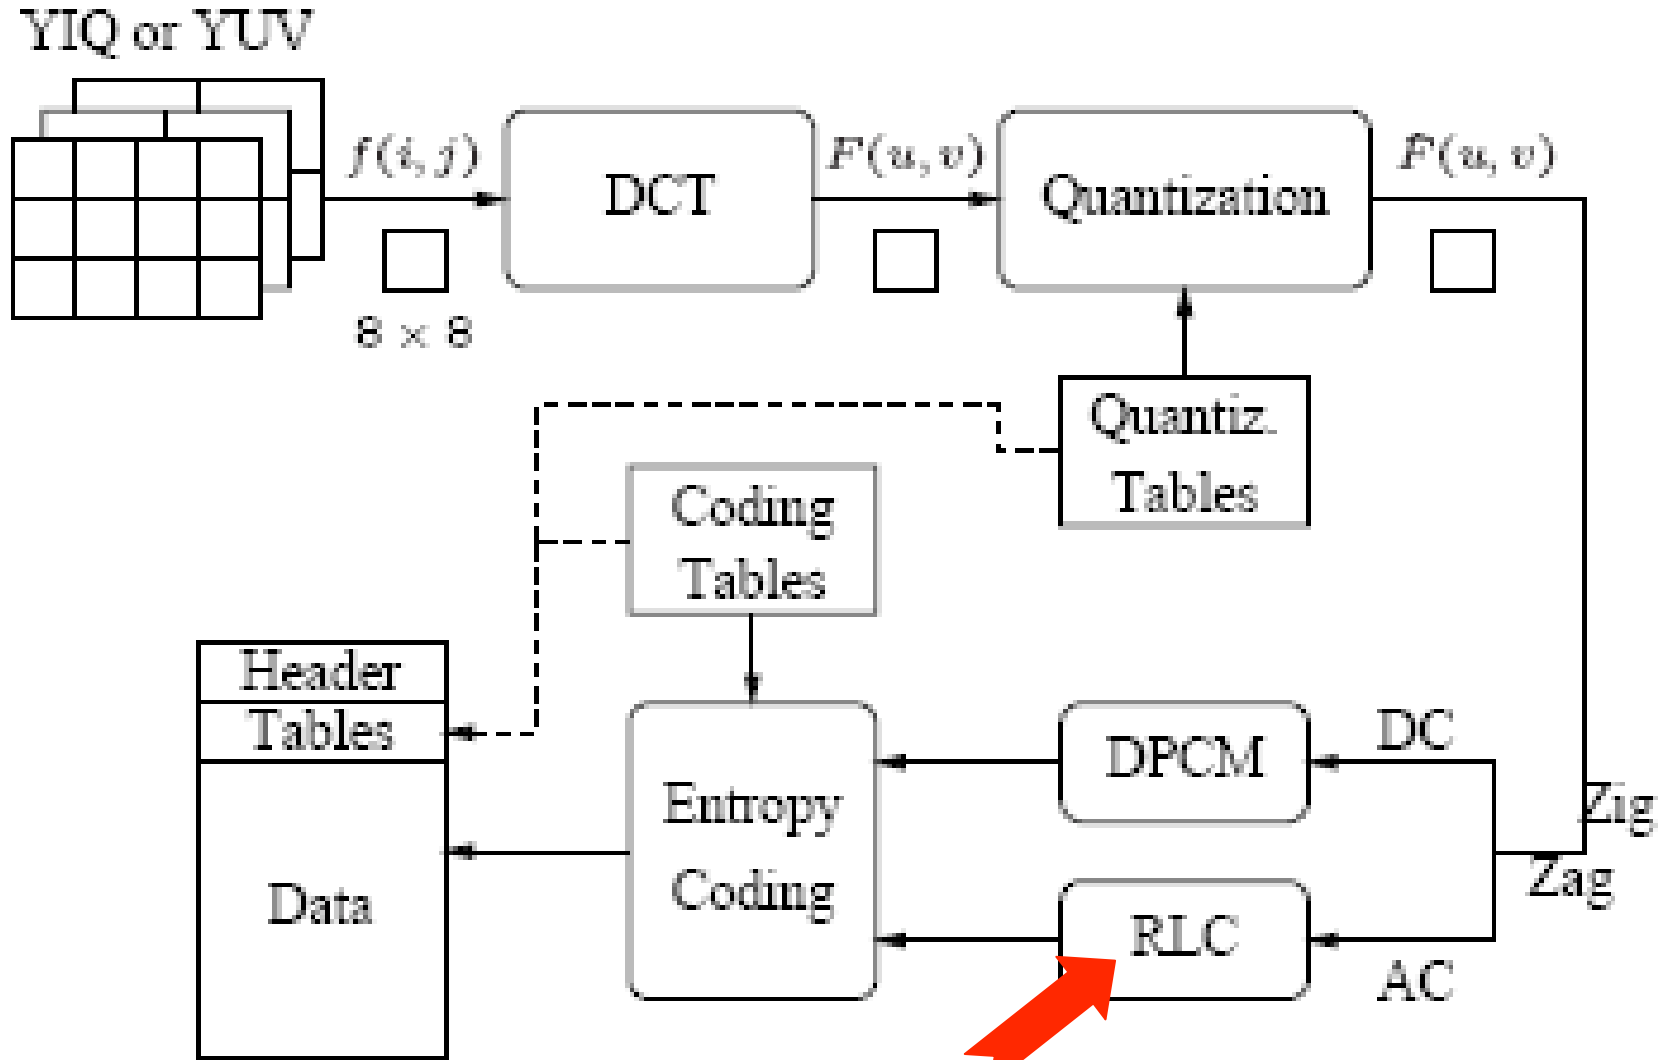 YIQ or YUV
f(i, j)
F(u, v)
F̂(u, v)
DCT
Quantization
8 × 8
Quantiz.
Tables
Coding
Tables
Header
Tables
Data
Entropy
Coding
DPCM
DC
Zig
Zag
RLC
AC